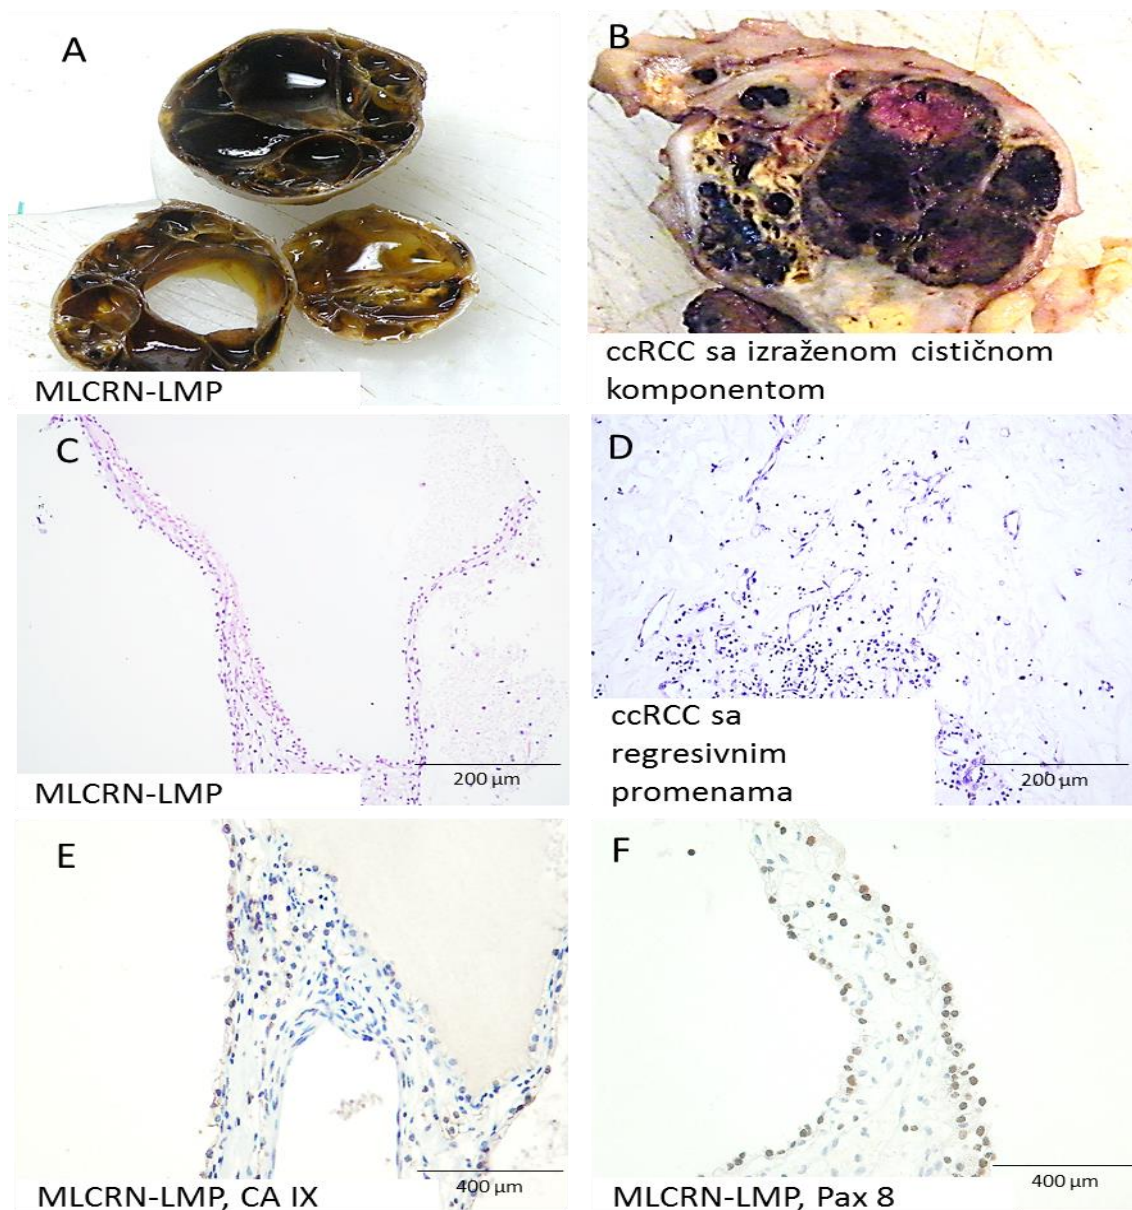 A
B
MLCRN-LMP
ccRCC sa izraženom cističnom
komponentom
C
D
200 µm
MLCRN-LMP
ccRCC sa
regresivnim
promenama
200 µm
E
F
400 µm
MLCRN-LMP, CA IX
400 µm
MLCRN-LMP, Pax 8